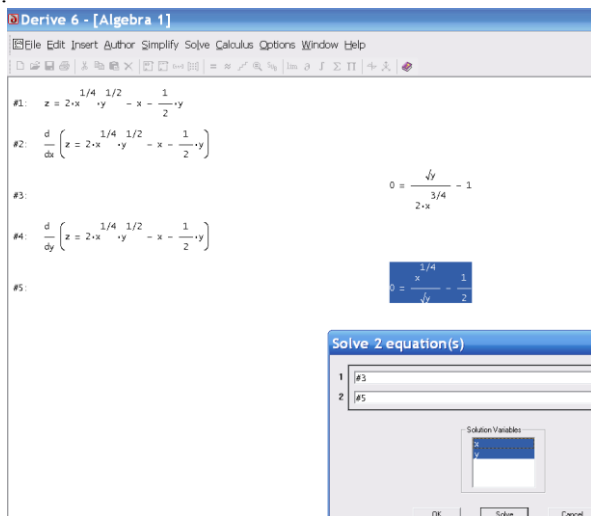 Derive 6 - [Algebra 1]
File Edit Insert Author Simplify Solve Calculus Options Window Help
#1: z = 2·x^1/4·y^1/2 - x - 1/2·y
#2: d/dx (z = 2·x^1/4·y^1/2 - x - 1/2·y)
#3: 0 = √y/(2·x^3/4) - 1
#4: d/dy (z = 2·x^1/4·y^1/2 - x - 1/2·y)
#5: 0 = x^1/4/√y - 1/2
Solve 2 equation(s)
1 #3
2 #5
Solution Variables
x
y
OK Solve Cancel